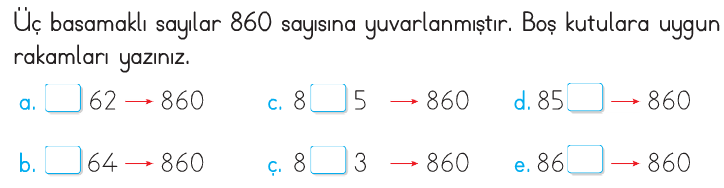 Üç basamaklı sayılar 860 sayısına yuvarlanmıştır. Boş kutulara uygun
rakamları yazınız.
a. 62 → 860 c. 8 5 → 860 d. 85 → 860
b. 64 → 860 ç. 8 3 → 860 e. 86 → 860